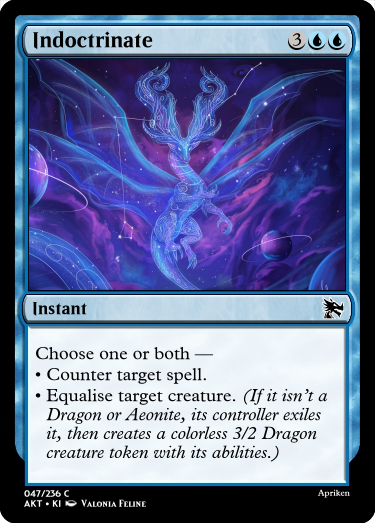 Indoctrinate 3
Instant
Choose one or both —
• Counter target spell.
• Equalise target creature. (If it isn't a
Dragon or Aeonite, its controller exiles
it, then creates a colorless 3/2 Dragon
creature token with its abilities.)
047/236 C
Apriken
AKT • KI Valonia Feline